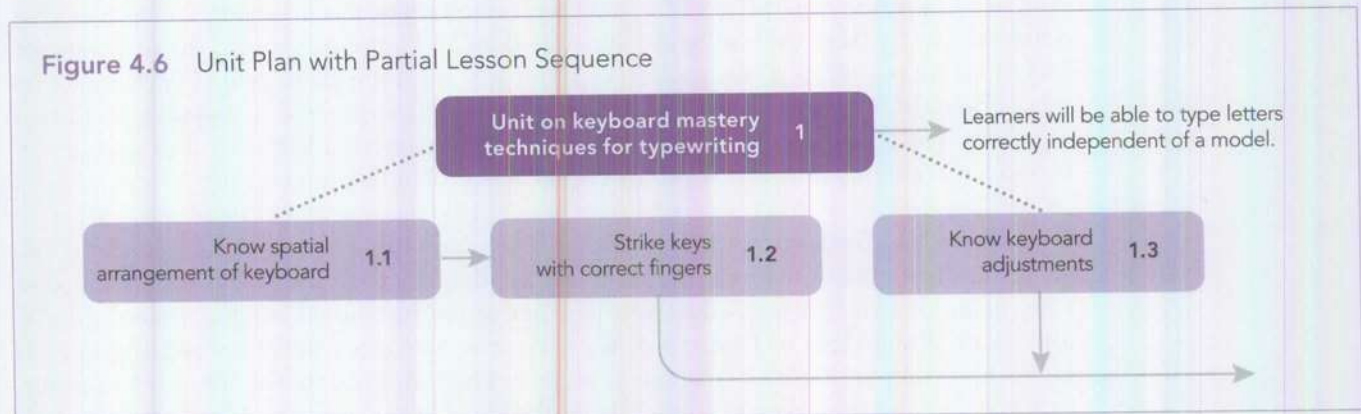 Figure 4.6 Unit Plan with Partial Lesson Sequence
Unit on keyboard mastery
techniques for typewriting 1
Learners will be able to type letters
correctly independent of a model.
Know spatial
arrangement of keyboard 1.1
Strike keys
with correct fingers 1.2
Know keyboard
adjustments 1.3